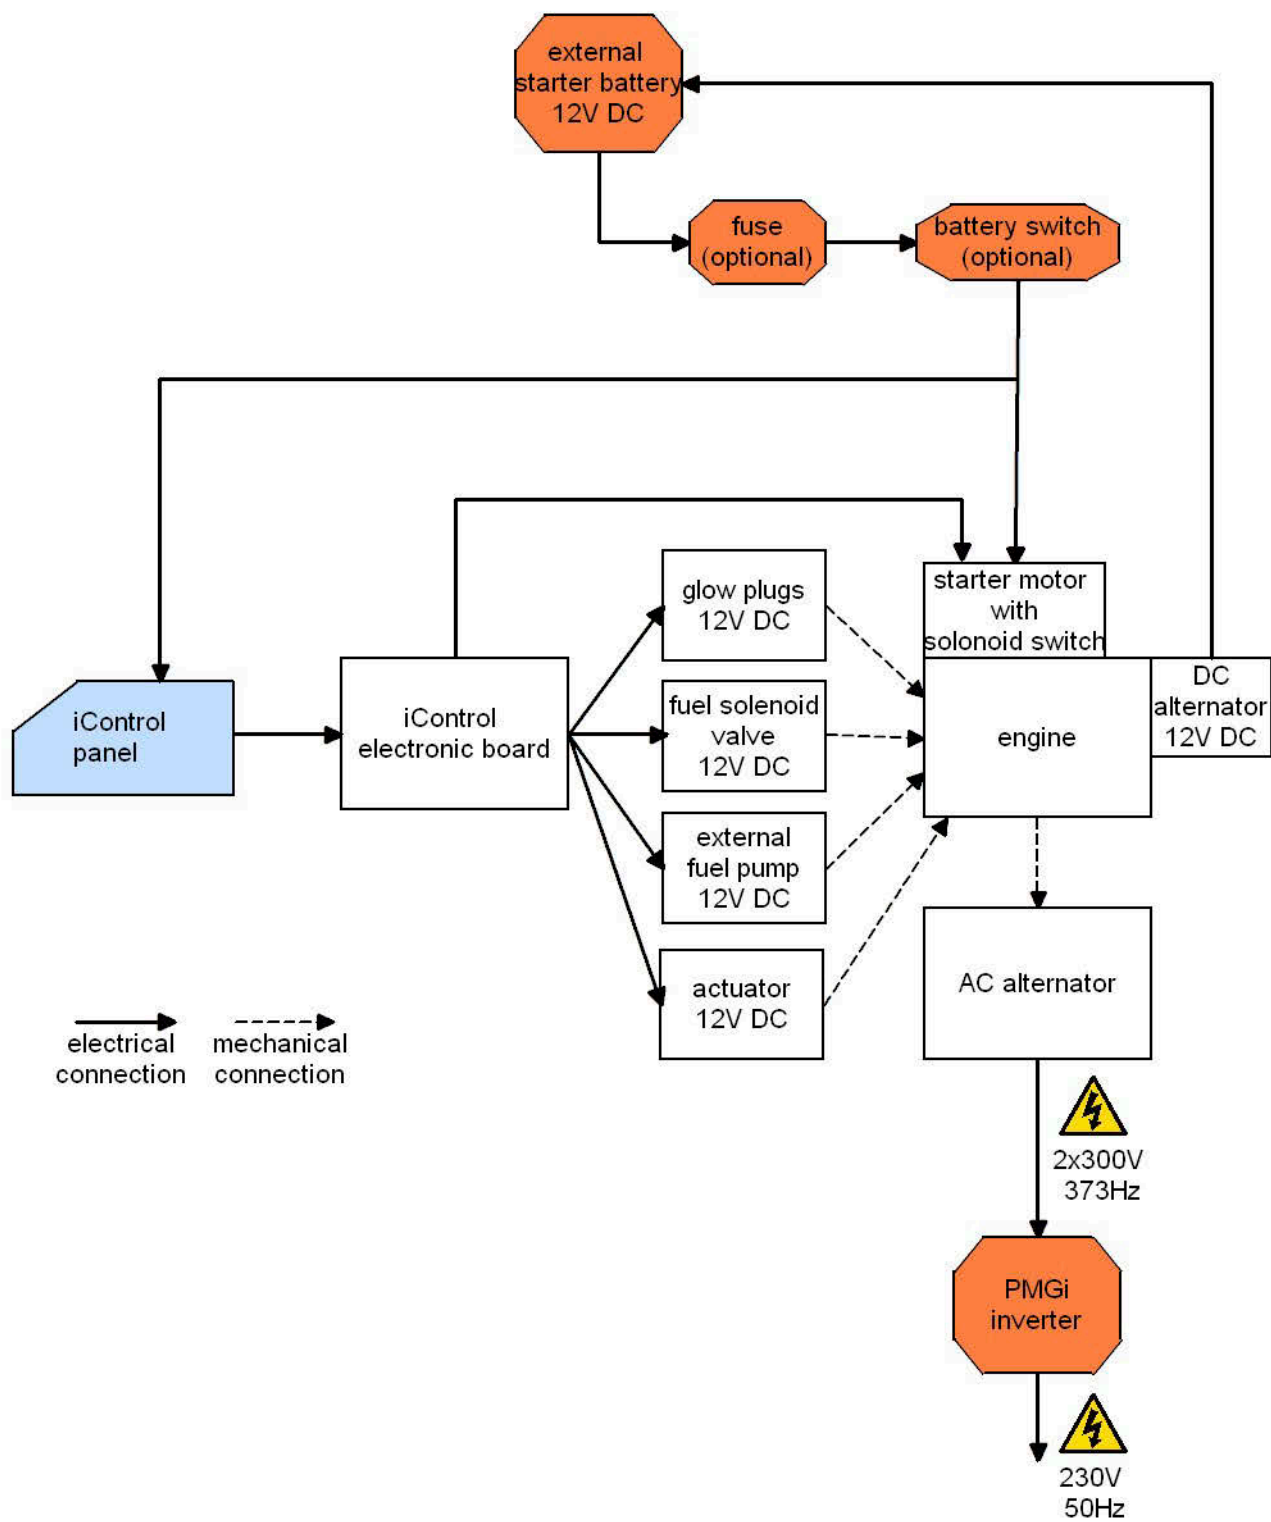 external
starter battery
12V DC
fuse
(optional)
battery switch
(optional)
glow plugs
12V DC
starter motor
with
solonoid switch
iControl
panel
iControl
electronic board
fuel solenoid
valve
12V DC
engine
DC
alternator
12V DC
external
fuel pump
12V DC
actuator
12V DC
AC alternator
electrical
connection
mechanical
connection
2x300V
373Hz
PMGi
inverter
230V
50Hz